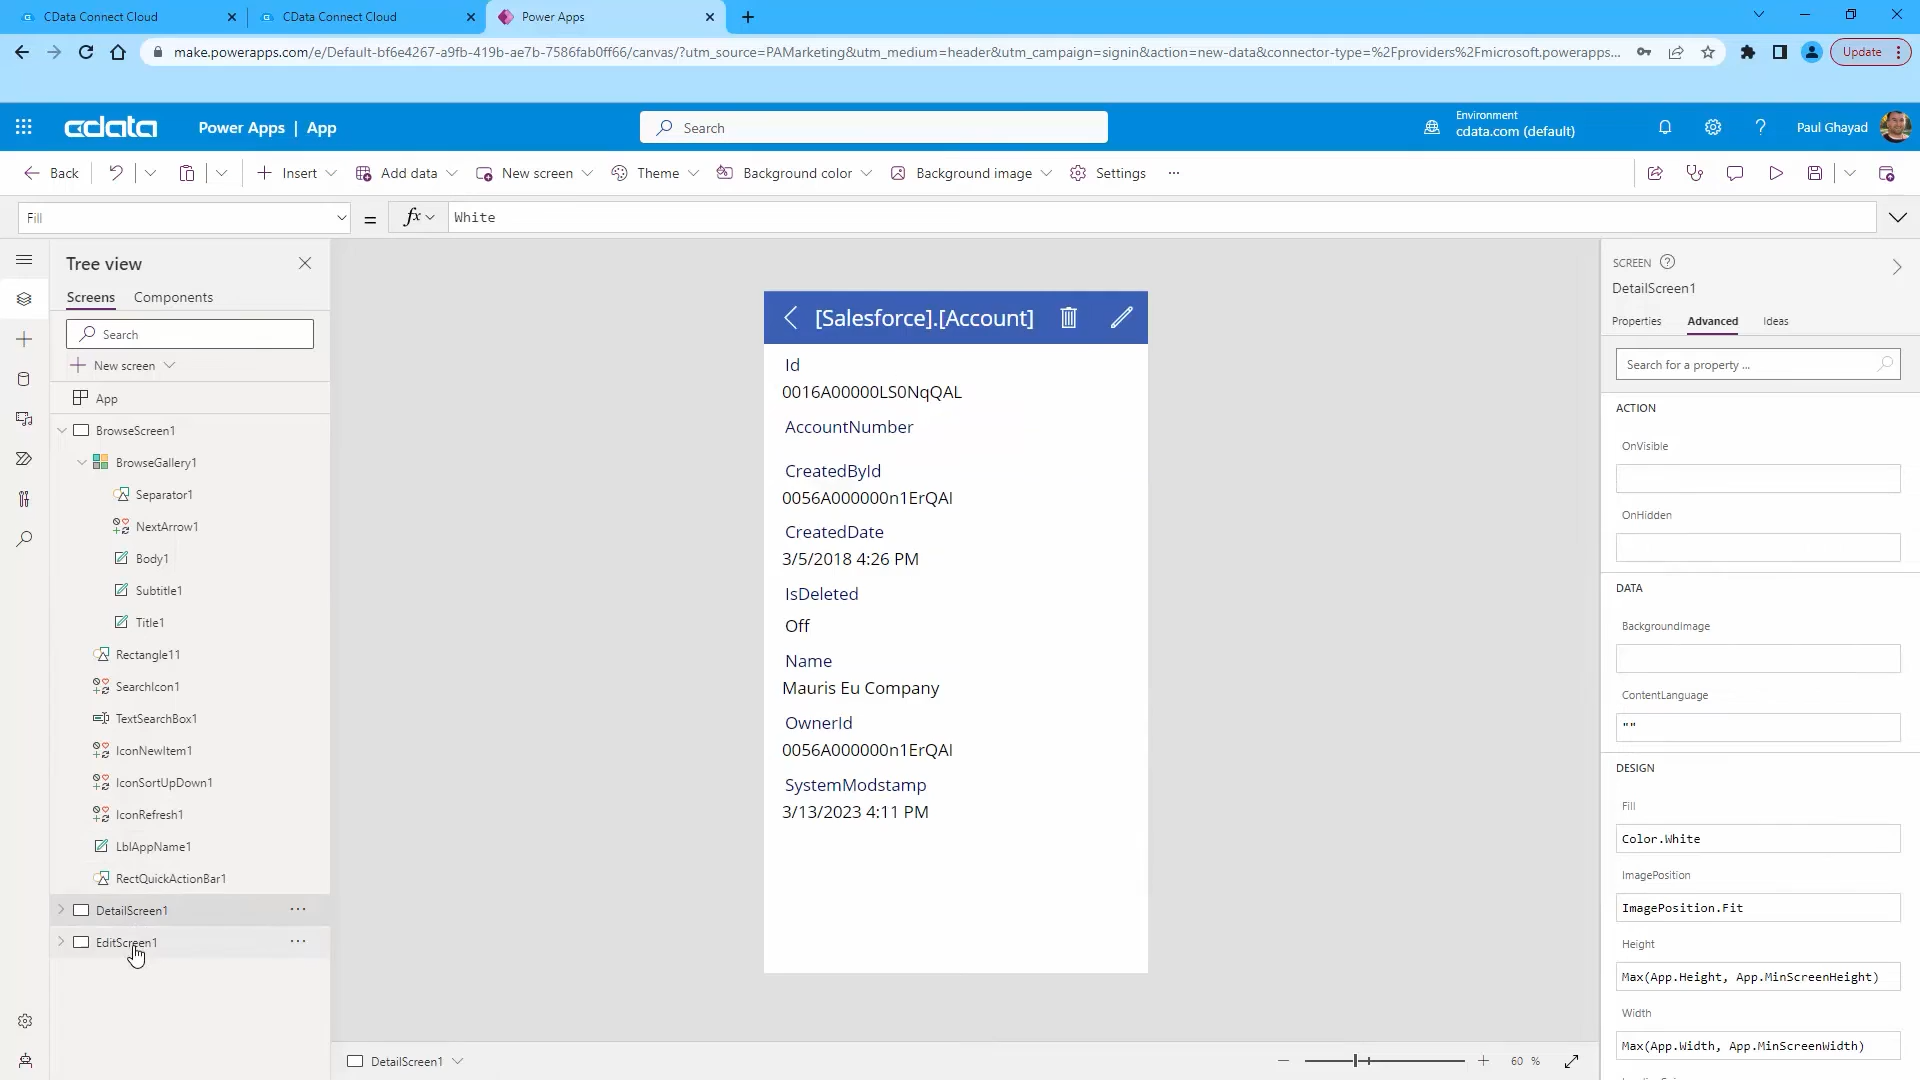 CData Connect Cloud
CData Connect Cloud
Power Apps
make.powerapps.com/e/Default-bf6e4267-a9fb-419b-ae7b-7586fab0ff66/canvas/?utm_source=PAMarketing&utm_medium=header&utm_campaign=signin&action=new-data&connector-type=%2Fproviders%2Fmicrosoft.powerapps...
Update
cdata
Power Apps | App
Search
Environment
cdata.com (default)
Paul Ghayad
Back
Insert
Add data
New screen
Theme
Background color
Background image
Settings
Fill
=
fx
White
Tree view
Screens
Components
Search
New screen
App
BrowseScreen1
BrowseGallery1
Separator1
NextArrow1
Body1
Subtitle1
Title1
Rectangle11
SearchIcon1
TextSearchBox1
IconNewItem1
IconSortUpDown1
IconRefresh1
LblAppName1
RectQuickActionBar1
DetailScreen1
EditScreen1
[Salesforce].[Account]
Id
0016A00000LS0NqQAL
AccountNumber
CreatedById
0056A000000n1ErQAI
CreatedDate
3/5/2018 4:26 PM
IsDeleted
Off
Name
Mauris Eu Company
OwnerId
0056A000000n1ErQAI
SystemModstamp
3/13/2023 4:11 PM
DetailScreen1
60 %
SCREEN
DetailScreen1
Properties
Advanced
Ideas
Search for a property ...
ACTION
OnVisible
OnHidden
DATA
BackgroundImage
ContentLanguage
""
DESIGN
Fill
Color.White
ImagePosition
ImagePosition.Fit
Height
Max(App.Height, App.MinScreenHeight)
Width
Max(App.Width, App.MinScreenWidth)